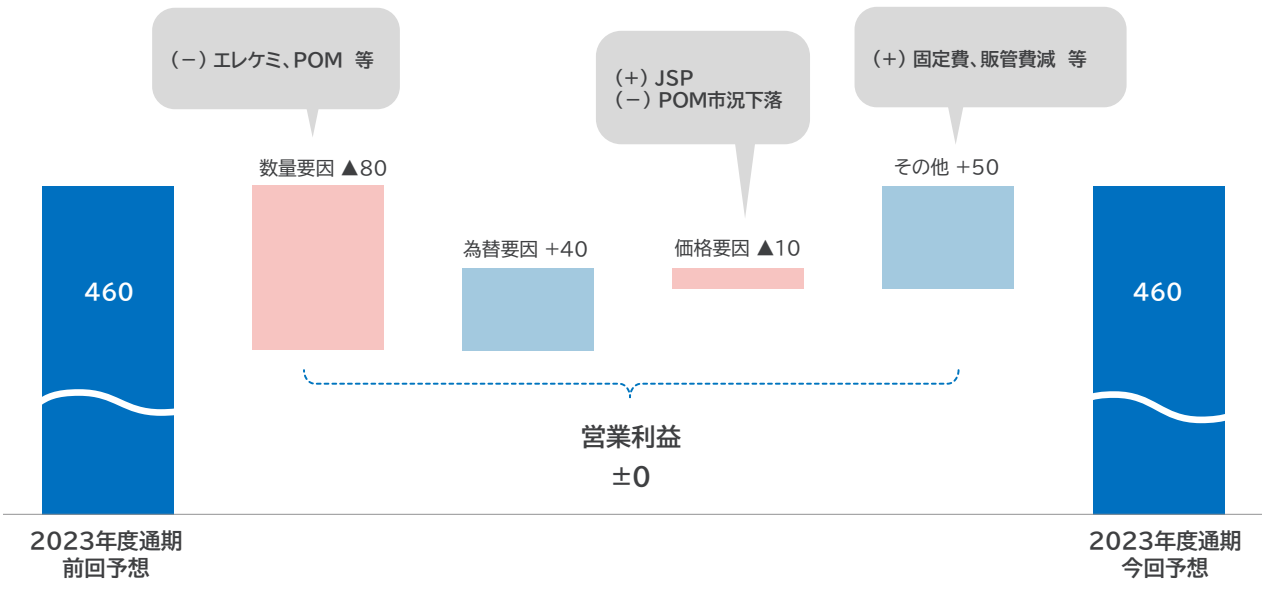 (−) エレケミ、POM 等
(+) JSP
(−) POM市況下落
(+) 固定費、販管費減 等
数量要因 ▲80
為替要因 +40
価格要因 ▲10
その他 +50
460
460
営業利益
±0
2023年度通期
前回予想
2023年度通期
今回予想